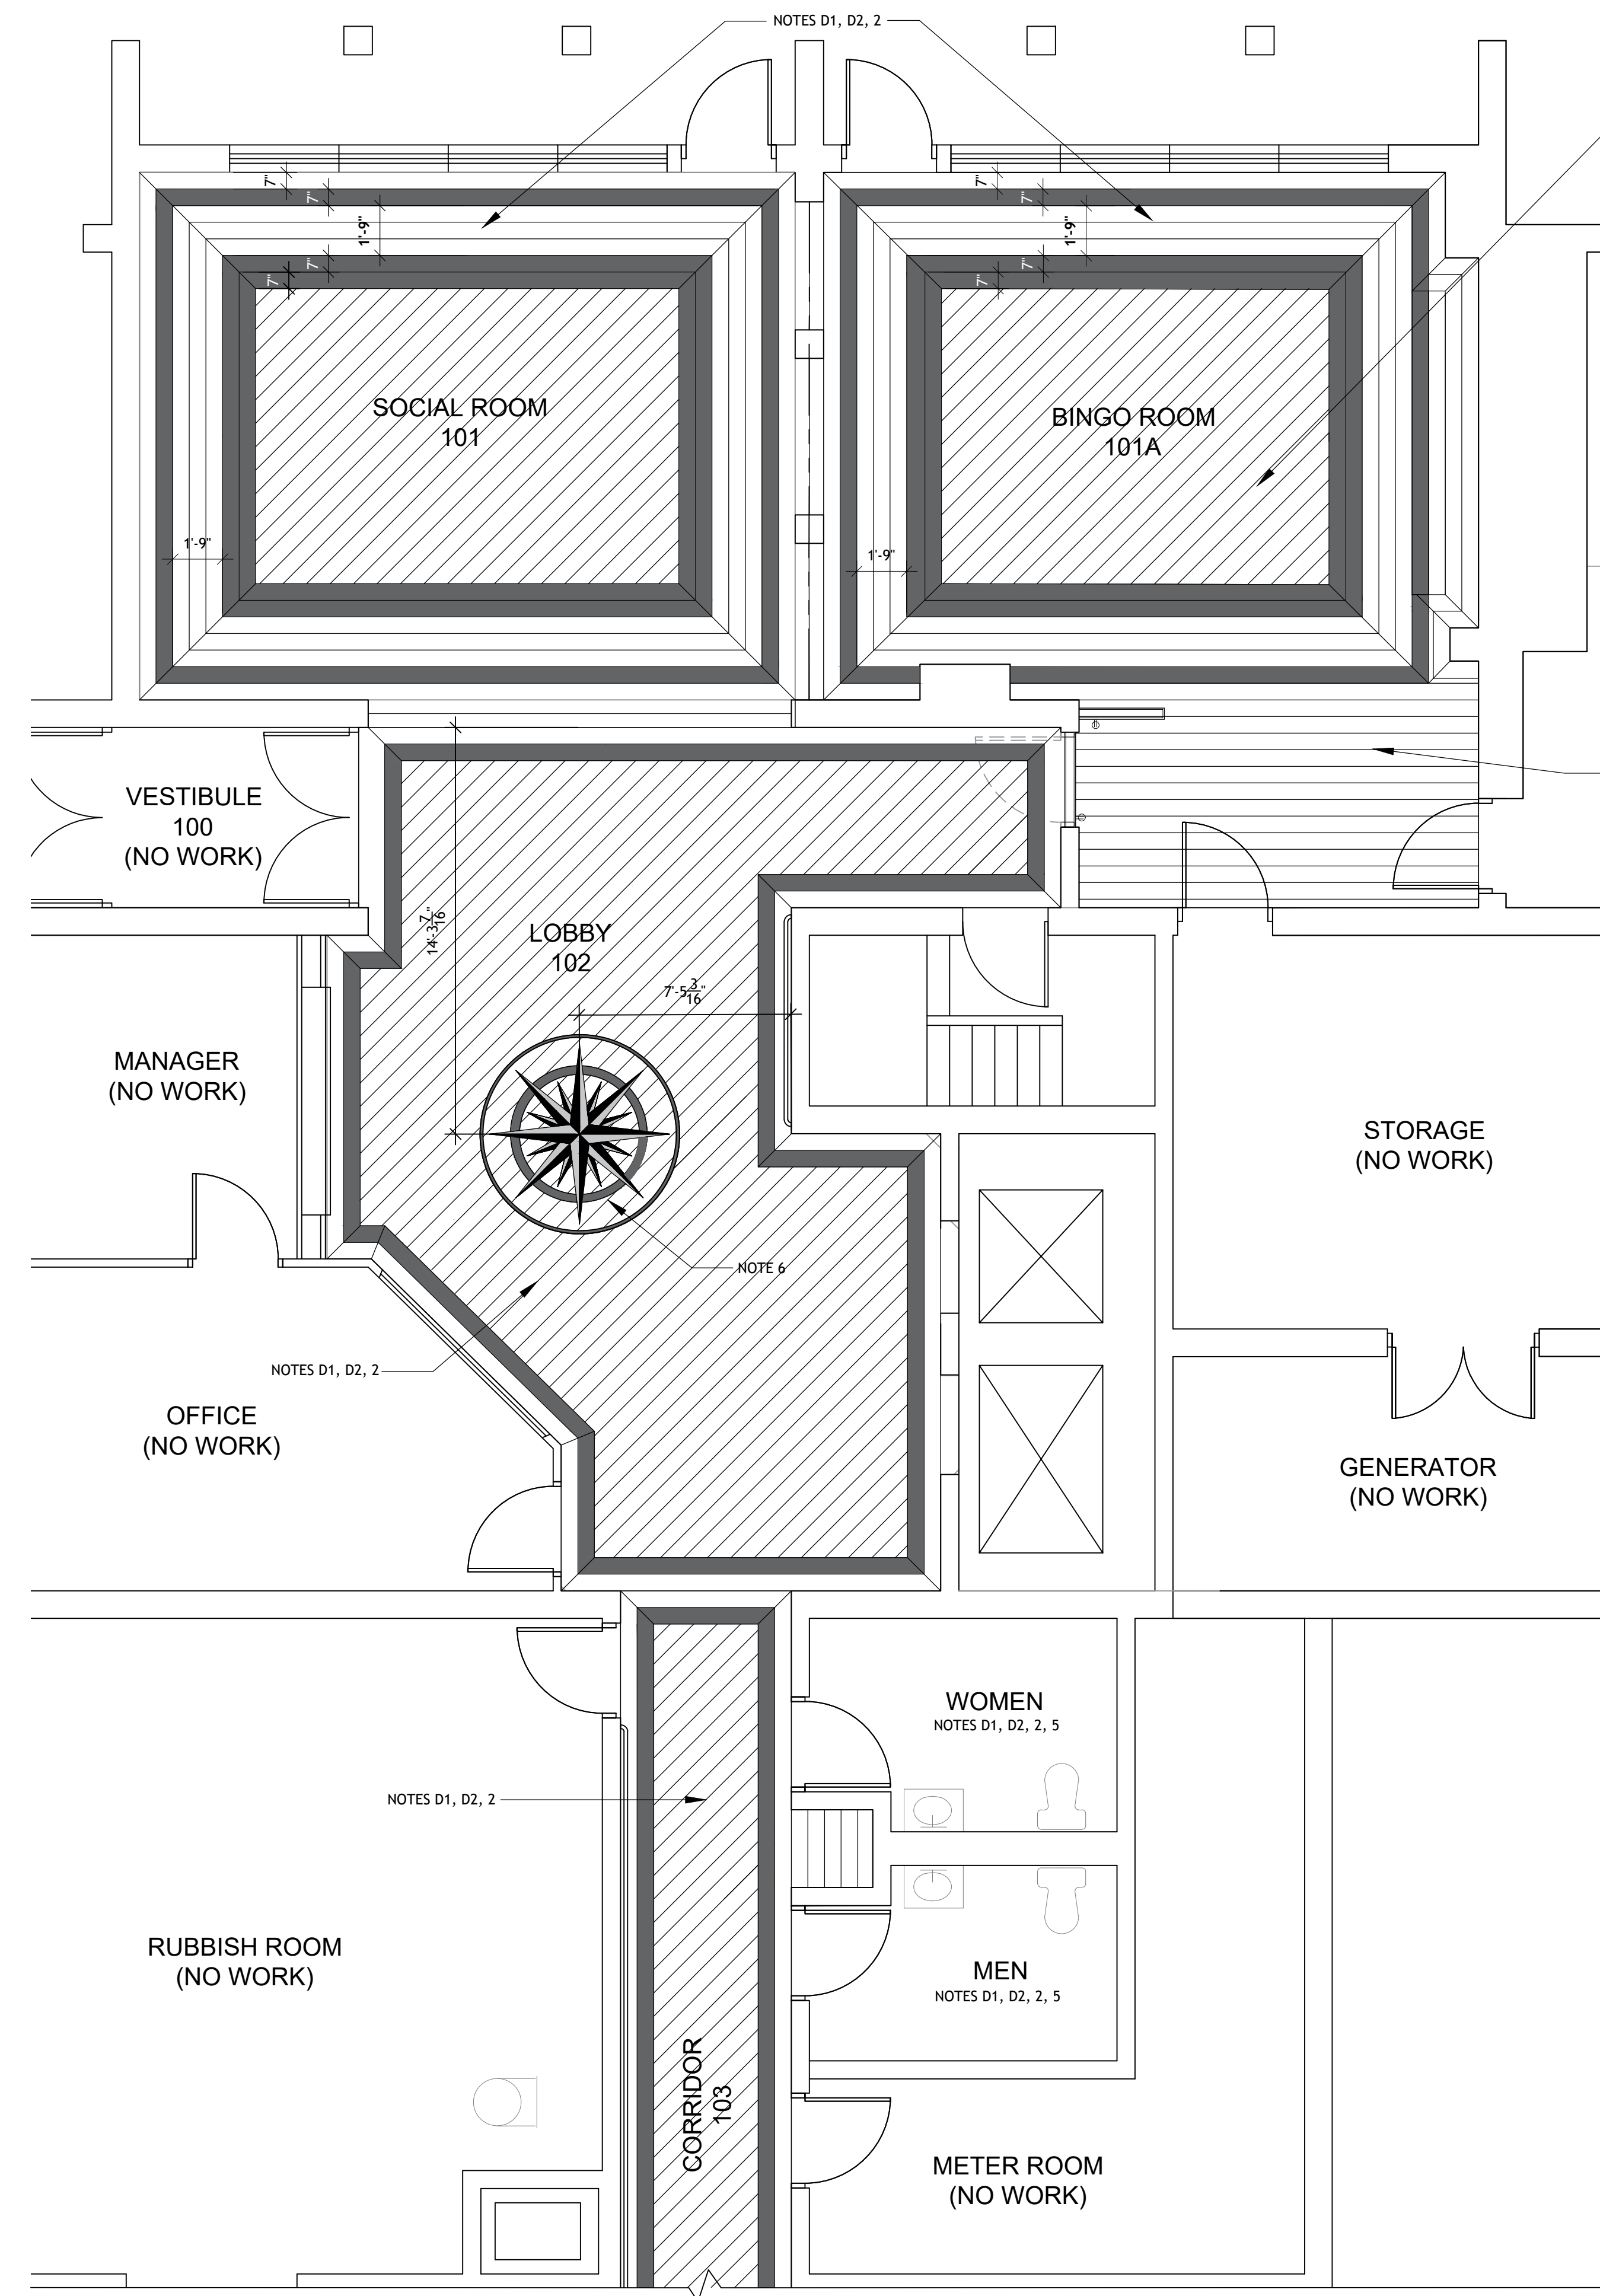 NOTES D1, D2, 2
7"
7"
1'-9"
7"
7"
7"
7"
1'-9"
7"
7"
SOCIAL ROOM
101
BINGO ROOM
101A
1'-9"
1'-9"
VESTIBULE
100
(NO WORK)
LOBBY
102
14'-3 7/16"
7'-5 3/16"
MANAGER
(NO WORK)
STORAGE
(NO WORK)
NOTE 6
NOTES D1, D2, 2
OFFICE
(NO WORK)
GENERATOR
(NO WORK)
WOMEN
NOTES D1, D2, 2, 5
NOTES D1, D2, 2
RUBBISH ROOM
(NO WORK)
MEN
NOTES D1, D2, 2, 5
CORRIDOR
103
METER ROOM
(NO WORK)